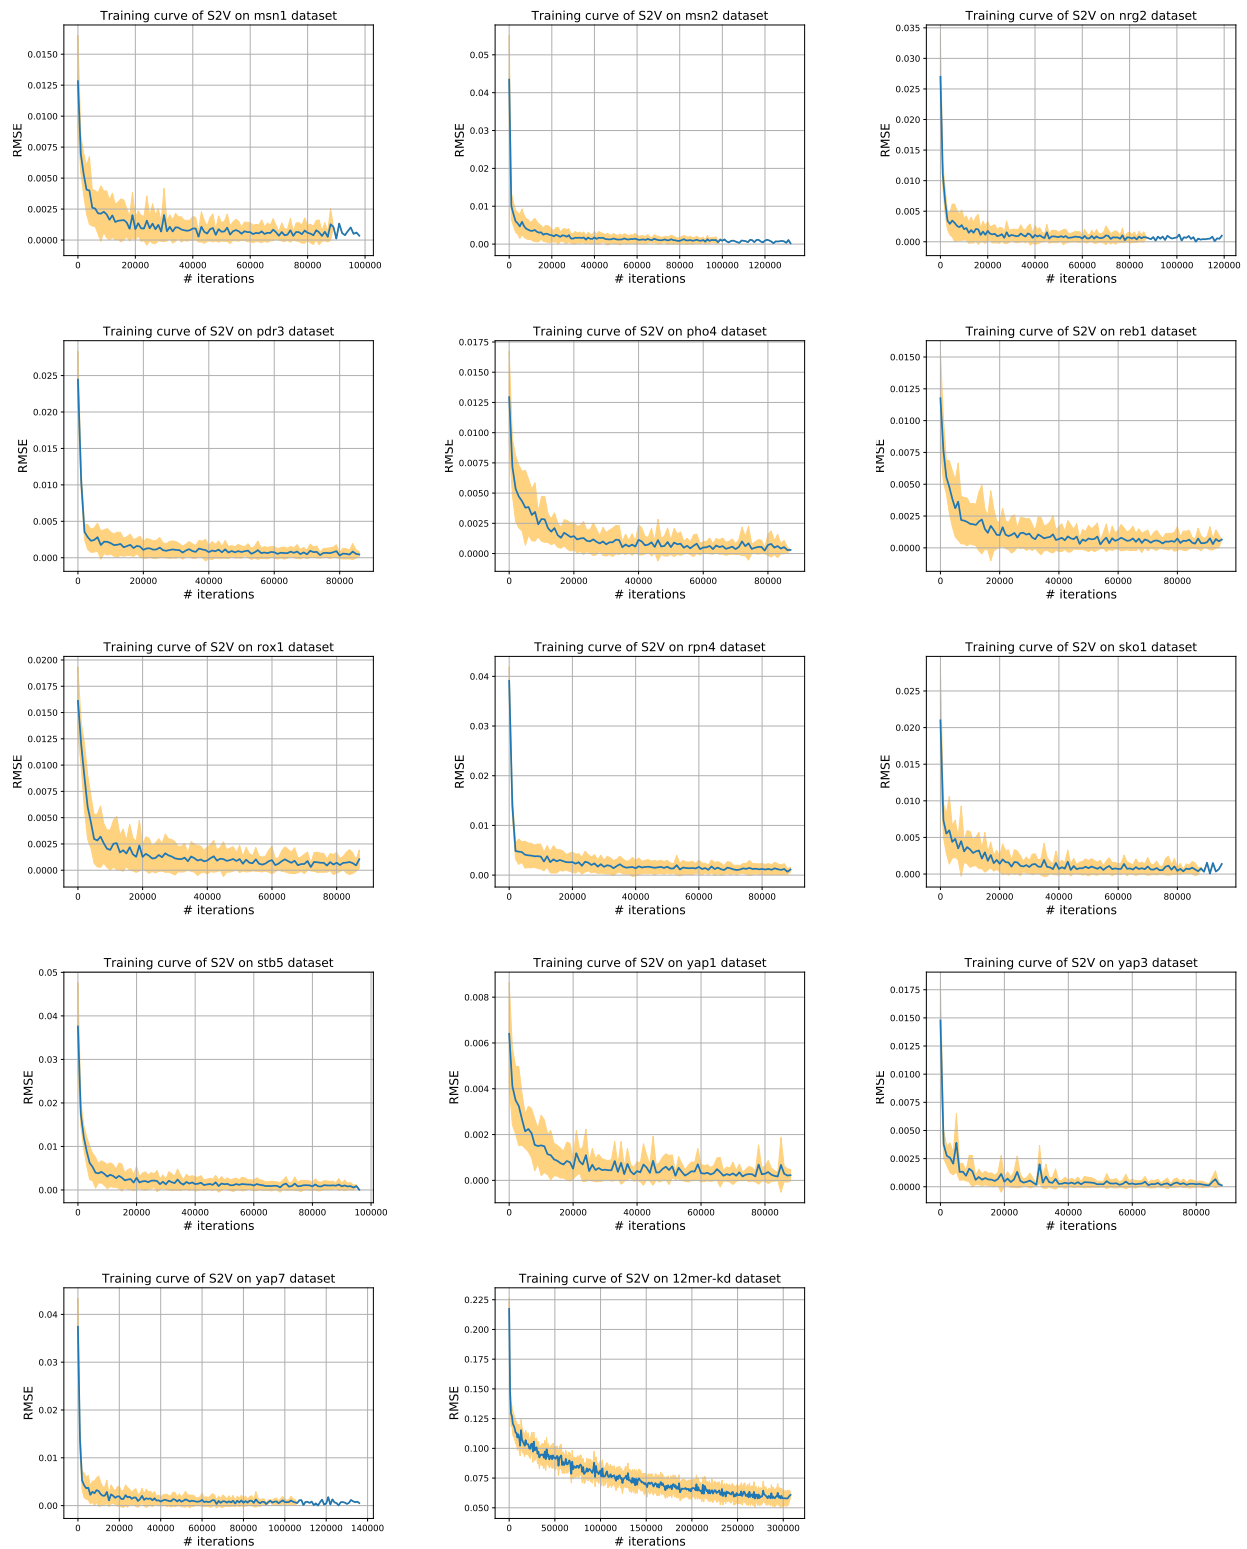 Training curve of S2V on msn1 dataset
0.0150
0.0125
0.0100
0.0075
0.0050
0.0025
0.0000
RMSE
0 20000 40000 60000 80000 100000
# iterations
Training curve of S2V on msn2 dataset
0.05
0.04
0.03
0.02
0.01
0.00
RMSE
0 20000 40000 60000 80000 100000 120000
# iterations
Training curve of S2V on nrg2 dataset
0.035
0.030
0.025
0.020
0.015
0.010
0.005
0.000
RMSE
0 20000 40000 60000 80000 100000 120000
# iterations
Training curve of S2V on pdr3 dataset
0.025
0.020
0.015
0.010
0.005
0.000
RMSE
0 20000 40000 60000 80000
# iterations
Training curve of S2V on pho4 dataset
0.0175
0.0150
0.0125
0.0100
0.0075
0.0050
0.0025
0.0000
RMSE
0 20000 40000 60000 80000
# iterations
Training curve of S2V on reb1 dataset
0.0150
0.0125
0.0100
0.0075
0.0050
0.0025
0.0000
RMSE
0 20000 40000 60000 80000
# iterations
Training curve of S2V on rox1 dataset
0.0200
0.0175
0.0150
0.0125
0.0100
0.0075
0.0050
0.0025
0.0000
RMSE
0 20000 40000 60000 80000
# iterations
Training curve of S2V on rpn4 dataset
0.04
0.03
0.02
0.01
0.00
RMSE
0 20000 40000 60000 80000
# iterations
Training curve of S2V on sko1 dataset
0.025
0.020
0.015
0.010
0.005
0.000
RMSE
0 20000 40000 60000 80000
# iterations
Training curve of S2V on stb5 dataset
0.05
0.04
0.03
0.02
0.01
0.00
RMSE
0 20000 40000 60000 80000 100000
# iterations
Training curve of S2V on yap1 dataset
0.008
0.006
0.004
0.002
0.000
RMSE
0 20000 40000 60000 80000
# iterations
Training curve of S2V on yap3 dataset
0.0175
0.0150
0.0125
0.0100
0.0075
0.0050
0.0025
0.0000
RMSE
0 20000 40000 60000 80000
# iterations
Training curve of S2V on yap7 dataset
0.04
0.03
0.02
0.01
0.00
RMSE
0 20000 40000 60000 80000 100000 120000 140000
# iterations
Training curve of S2V on 12mer-kd dataset
0.225
0.200
0.175
0.150
0.125
0.100
0.075
0.050
RMSE
0 50000 100000 150000 200000 250000 300000
# iterations